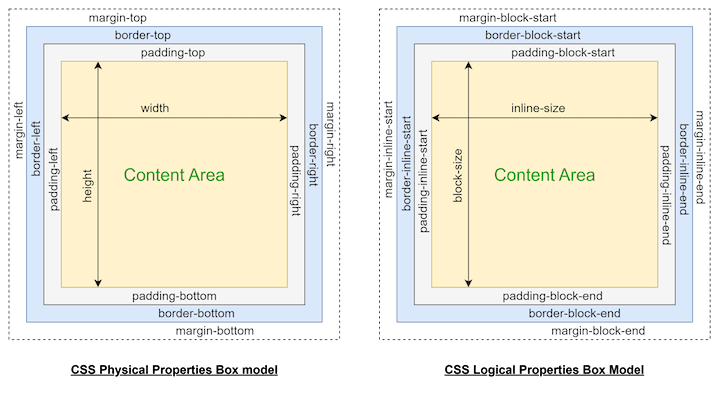 margin-top
border-top
padding-top
margin-left
border-left
padding-left
width
height
Content Area
padding-right
border-right
margin-right
padding-bottom
border-bottom
margin-bottom
CSS Physical Properties Box model
margin-block-start
border-block-start
padding-block-start
margin-inline-start
border-inline-start
padding-inline-start
inline-size
block-size
Content Area
padding-inline-end
border-inline-end
margin-inline-end
padding-block-end
border-block-end
margin-block-end
CSS Logical Properties Box Model